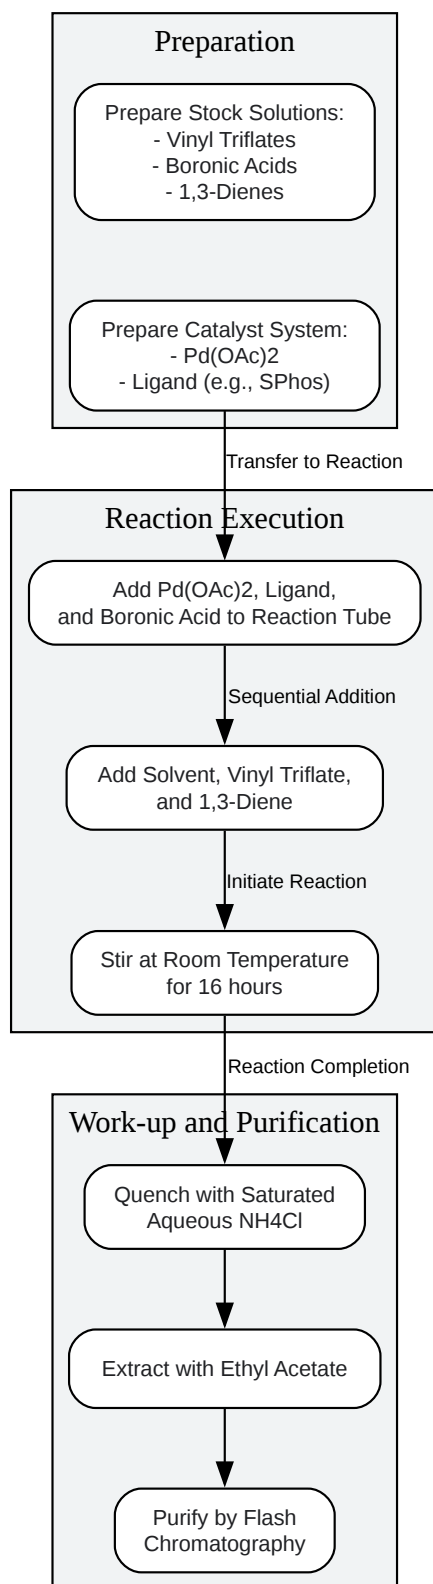 Preparation
Prepare Stock Solutions:
- Vinyl Triflates
- Boronic Acids
- 1,3-Dienes
Prepare Catalyst System:
- Pd(OAc)2
- Ligand (e.g., SPhos)
Transfer to Reaction
Reaction Execution
Add Pd(OAc)2, Ligand,
and Boronic Acid to Reaction Tube
Sequential Addition
Add Solvent, Vinyl Triflate,
and 1,3-Diene
Initiate Reaction
Stir at Room Temperature
for 16 hours
Reaction Completion
Work-up and Purification
Quench with Saturated
Aqueous NH4Cl
Extract with Ethyl Acetate
Purify by Flash
Chromatography